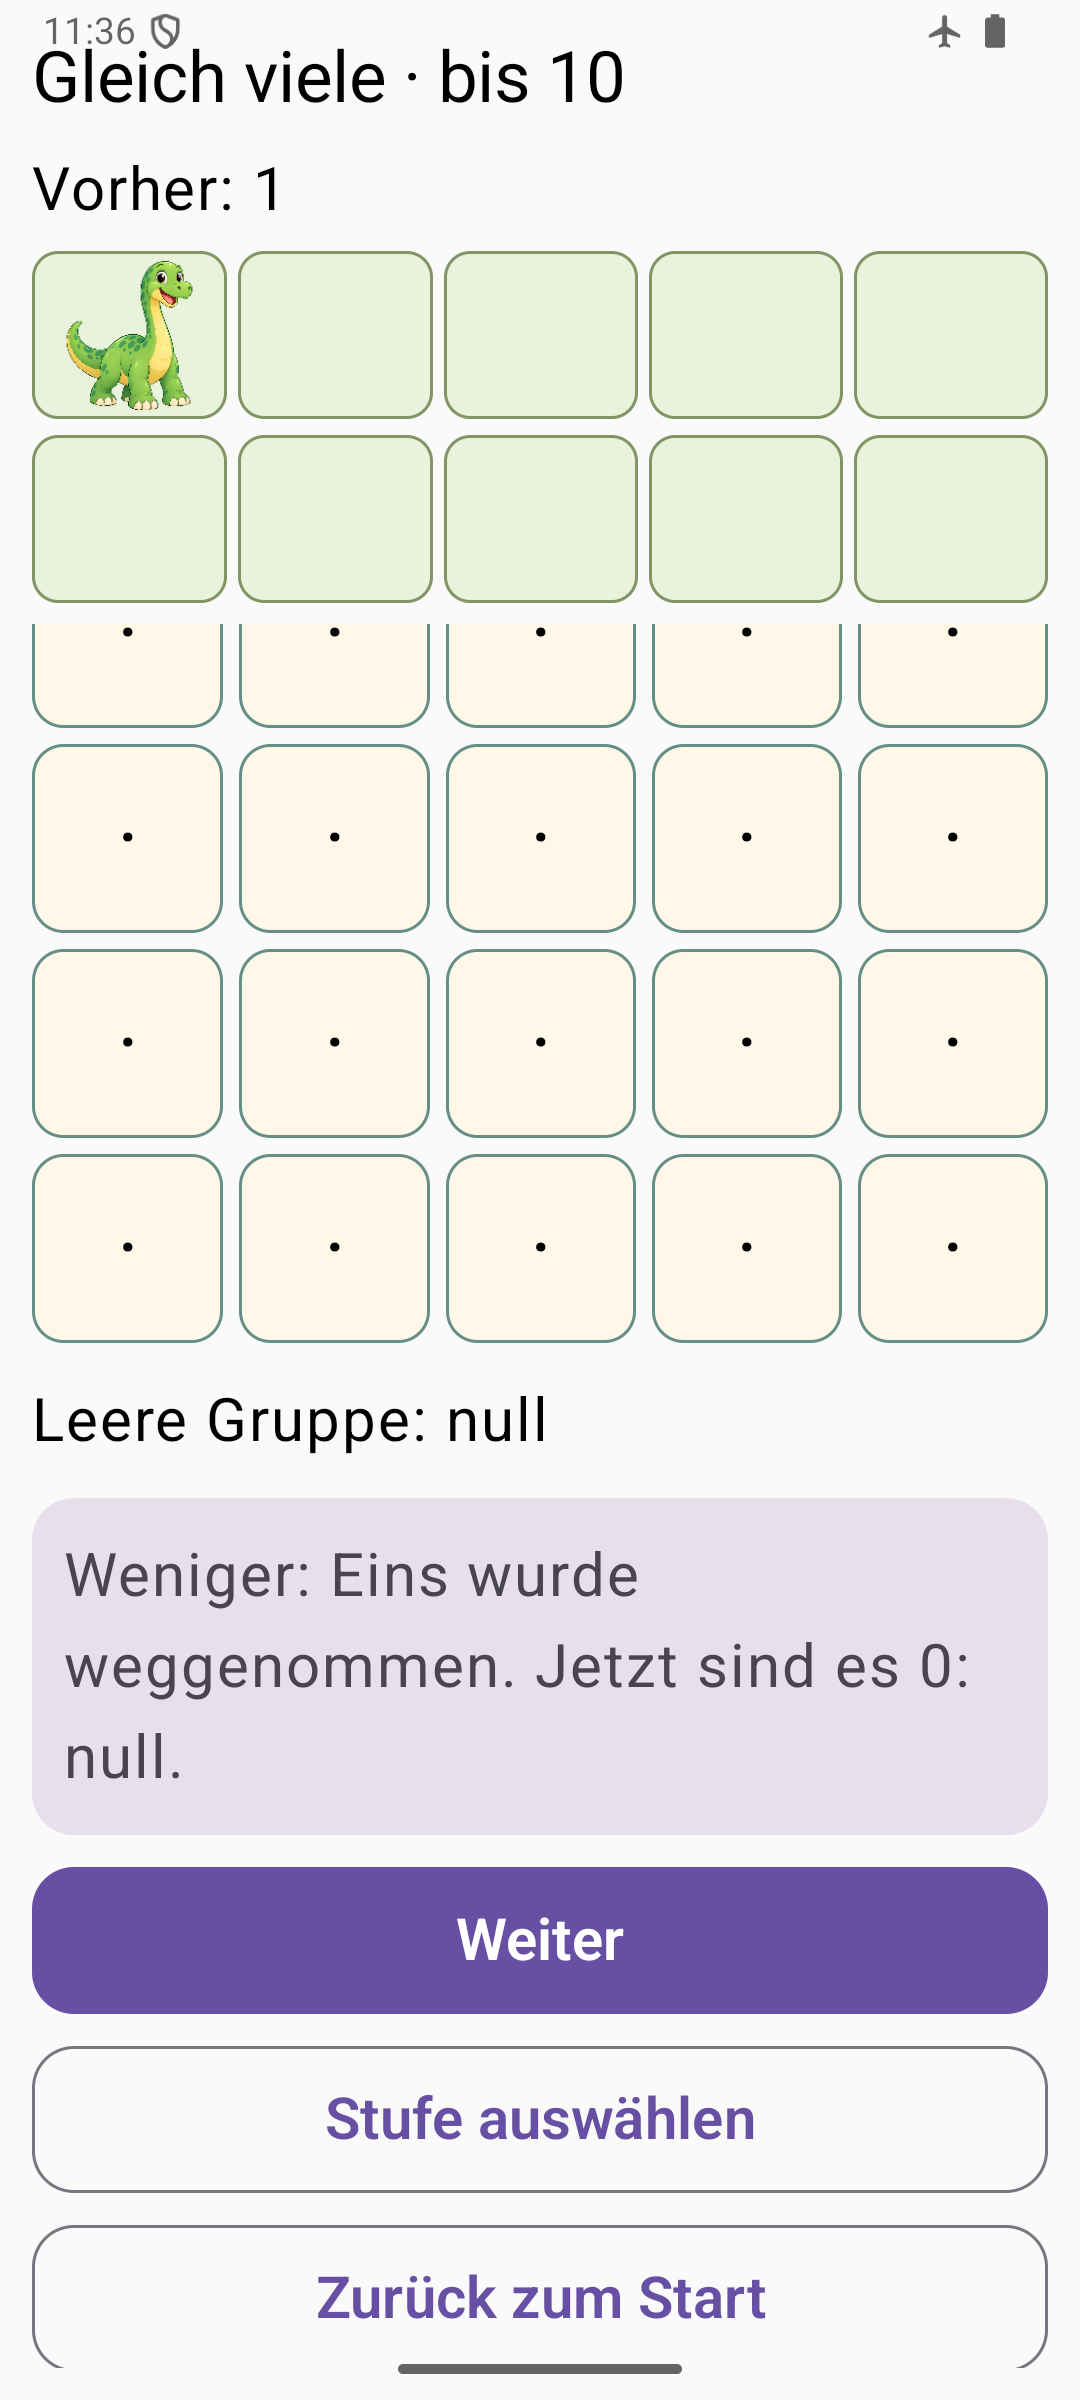 11:36
Gleich viele · bis 10
Vorher: 1
Leere Gruppe: null
Weniger: Eins wurde
weggenommen. Jetzt sind es 0:
null.
Weiter
Stufe auswählen
Zurück zum Start